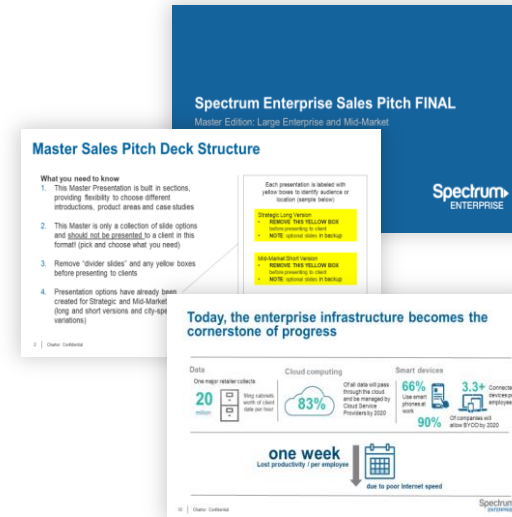 Spectrum Enterprise Sales Pitch FINAL
Master Edition: Large Enterprise and Mid-Market
Spectrum
ENTERPRISE
Master Sales Pitch Deck Structure
What you need to know
1. This Master Presentation is built in sections,
providing flexibility to choose different
introductions, product areas and case studies
2. This Master is only a collection of slide options
and should not be presented to a client in this
format! (pick and choose what you need)
3. Remove "divider slides" and any yellow boxes
before presenting to clients
4. Presentation options have already been
created for Strategic and Mid-Market
(long and short versions and city-spe
variations)
Each presentation is labeled with
yellow boxes to identify audience or
location (sample below)
Strategic Long Version
• REMOVE THIS YELLOW BOX
before presenting to client
• NOTE: optional slides in backup
Mid-Market Short Version
• REMOVE THIS YELLOW BOX
before presenting to client
• NOTE: optional slides in backup
Charter Confidential
Today, the enterprise infrastructure becomes the
cornerstone of progress
Data
One major retailer collects
20
million
filing cabinets
worth of client
data per hour
Cloud computing
83%
Of all data will pass
through the cloud
and be managed by
Cloud Service
Providers by 2020
Smart devices
66%
Use smart
phones at
work
3.3+
Connected
devices per
employee
90%
Of companies will
allow BYOD by 2020
one week
Lost productivity / per employee
due to poor internet speed
Charter Confidential
Spectrum
ENTERPRISE